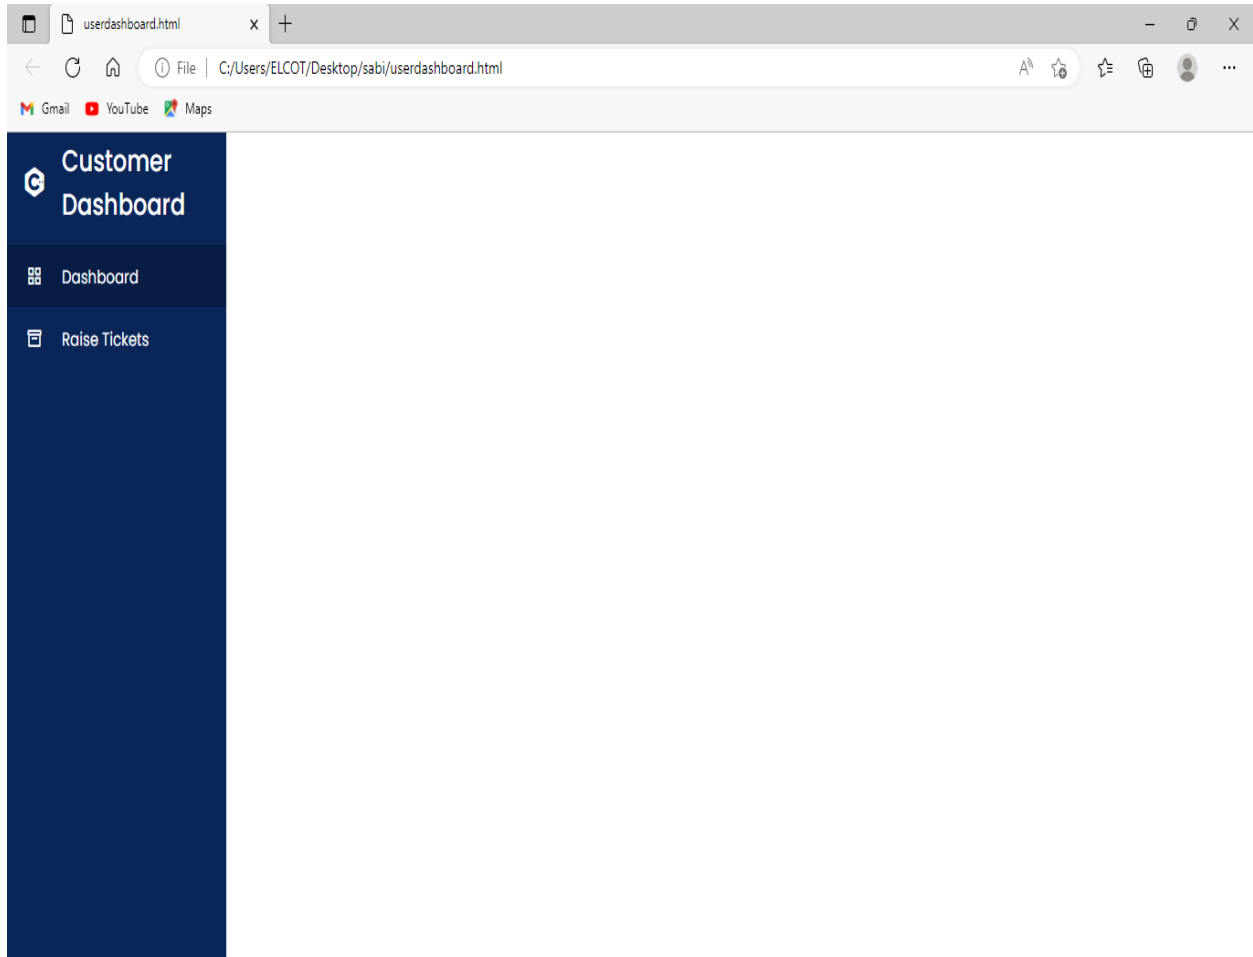 userdashboard.html
File | C:/Users/ELCOT/Desktop/sabi/userdashboard.html
Gmail YouTube Maps
Customer
Dashboard
Dashboard
Raise Tickets